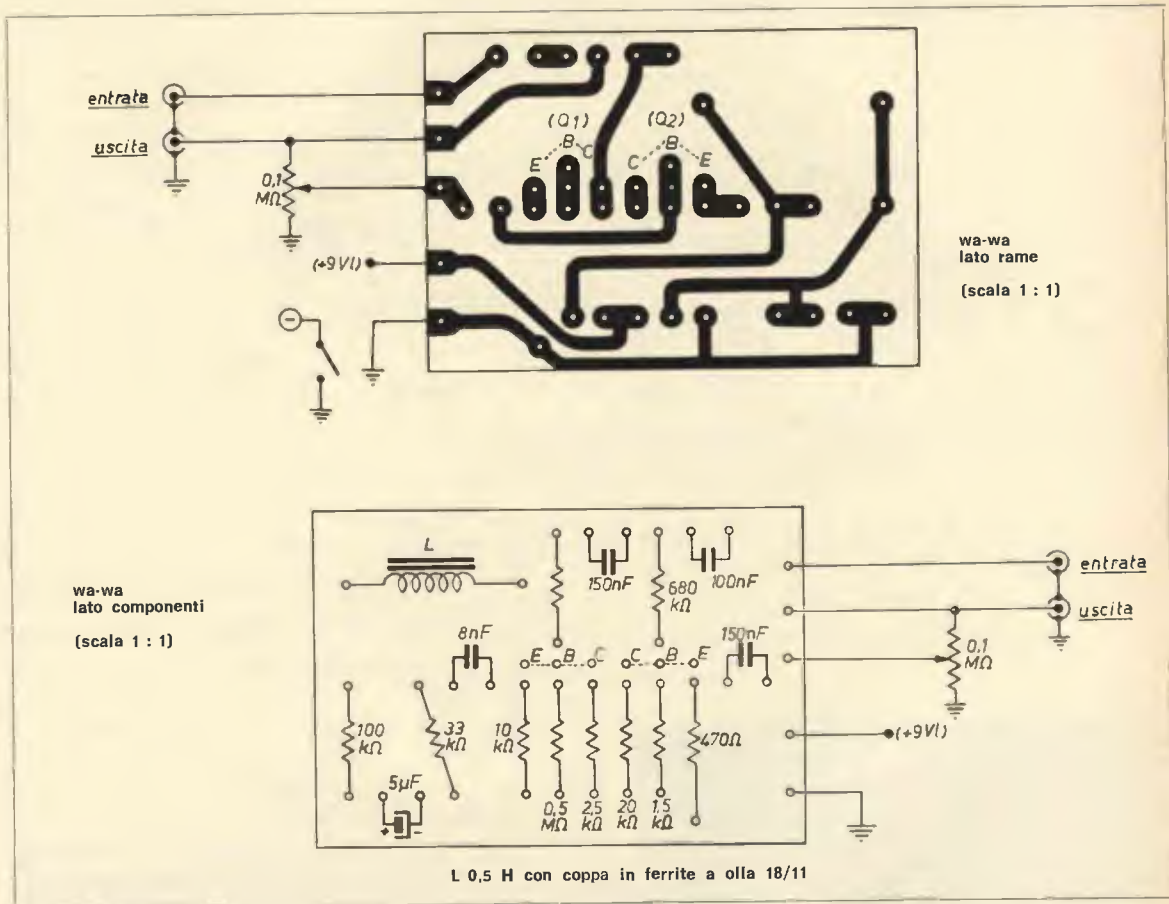 entrata
uscita
0,1
MΩ
(+9Vl)
(Q1)
B
E
C
(Q2)
B
C
E
wa-wa
lato rame
(scala 1 : 1)
wa-wa
lato componenti
(scala 1 : 1)
L
150nF
680
kΩ
100nF
8nF
150nF
E
B
C
C
B
E
100
kΩ
33
kΩ
10
kΩ
470Ω
5µF
+
-
0,5
MΩ
2,5
kΩ
20
kΩ
1,5
kΩ
entrata
uscita
0,1
MΩ
(+9Vl)
L 0,5 H con coppa in ferrite a olla 18/11